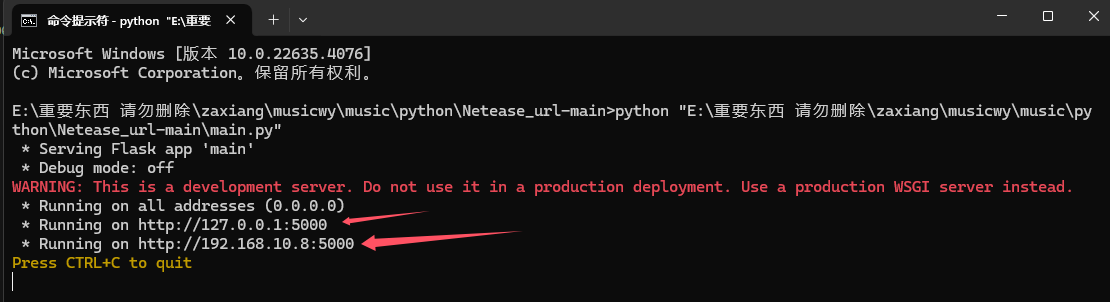 命令提示符 - python "E:\重要
Microsoft Windows [版本 10.0.22635.4076]
(c) Microsoft Corporation。保留所有权利。
E:\重要东西 请勿删除\zaxiang\musicwy\music\python\Netease_url-main>python "E:\重要东西 请勿删除\zaxiang\musicwy\music\py
thon\Netease_url-main\main.py"
* Serving Flask app 'main'
* Debug mode: off
WARNING: This is a development server. Do not use it in a production deployment. Use a production WSGI server instead.
* Running on all addresses (0.0.0.0)
* Running on http://127.0.0.1:5000
* Running on http://192.168.10.8:5000
Press CTRL+C to quit